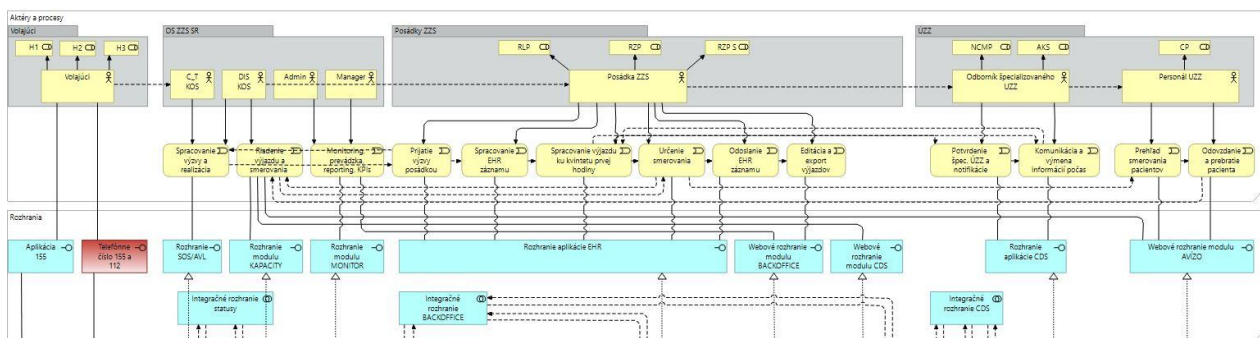 Aktéry a procesy
Volajúci
OS ZZS SR
Posádky ZZS
ÚZZ
H1
H2
H3
RLP
RZP
RZP S
NCMP
AKS
CP
Volajúci
C_T
KOS
DIS
KOS
Admin
Manager
Posádka
ZZS
Odborník špecializovaného
UZZ
Personál UZZ
Spracovanie
výzvy a
realizácia
Riadenie
výjazdu a
smerovania
Monitoring,
prevádzka
reporting, KPIs
Prijatie
výzvy
posádkou
Spracovanie
EHR
záznamu
Spracovanie výjazdu
ku kvintetu prvej
hodiny
Určenie
smerovania
Odoslanie
EHR
záznamu
Editácia a
export
výjazdov
Potvrdenie
špec. ÚZZ a
notifikácie
Komunikácia a
výmena
informácií počas
Prehľad
smerovania
pacientov
Odovzdanie
a prebratie
pacienta
Rozhrania
Aplikácia
155
Telefónne
číslo 155 a
112
Rozhranie
SOS/AVL
Rozhranie
modulu
KAPACITY
Rozhranie
modulu
MONITOR
Rozhranie aplikácie EHR
Webové rozhranie
modulu
BACKOFFICE
Webové
rozhranie
modulu CDS
Rozhranie
aplikácie CDS
Webové rozhranie modulu
AVÍZO
Integračné rozhranie
statusy
Integračné
rozhranie
BACKOFFICE
Integračné
rozhranie CDS